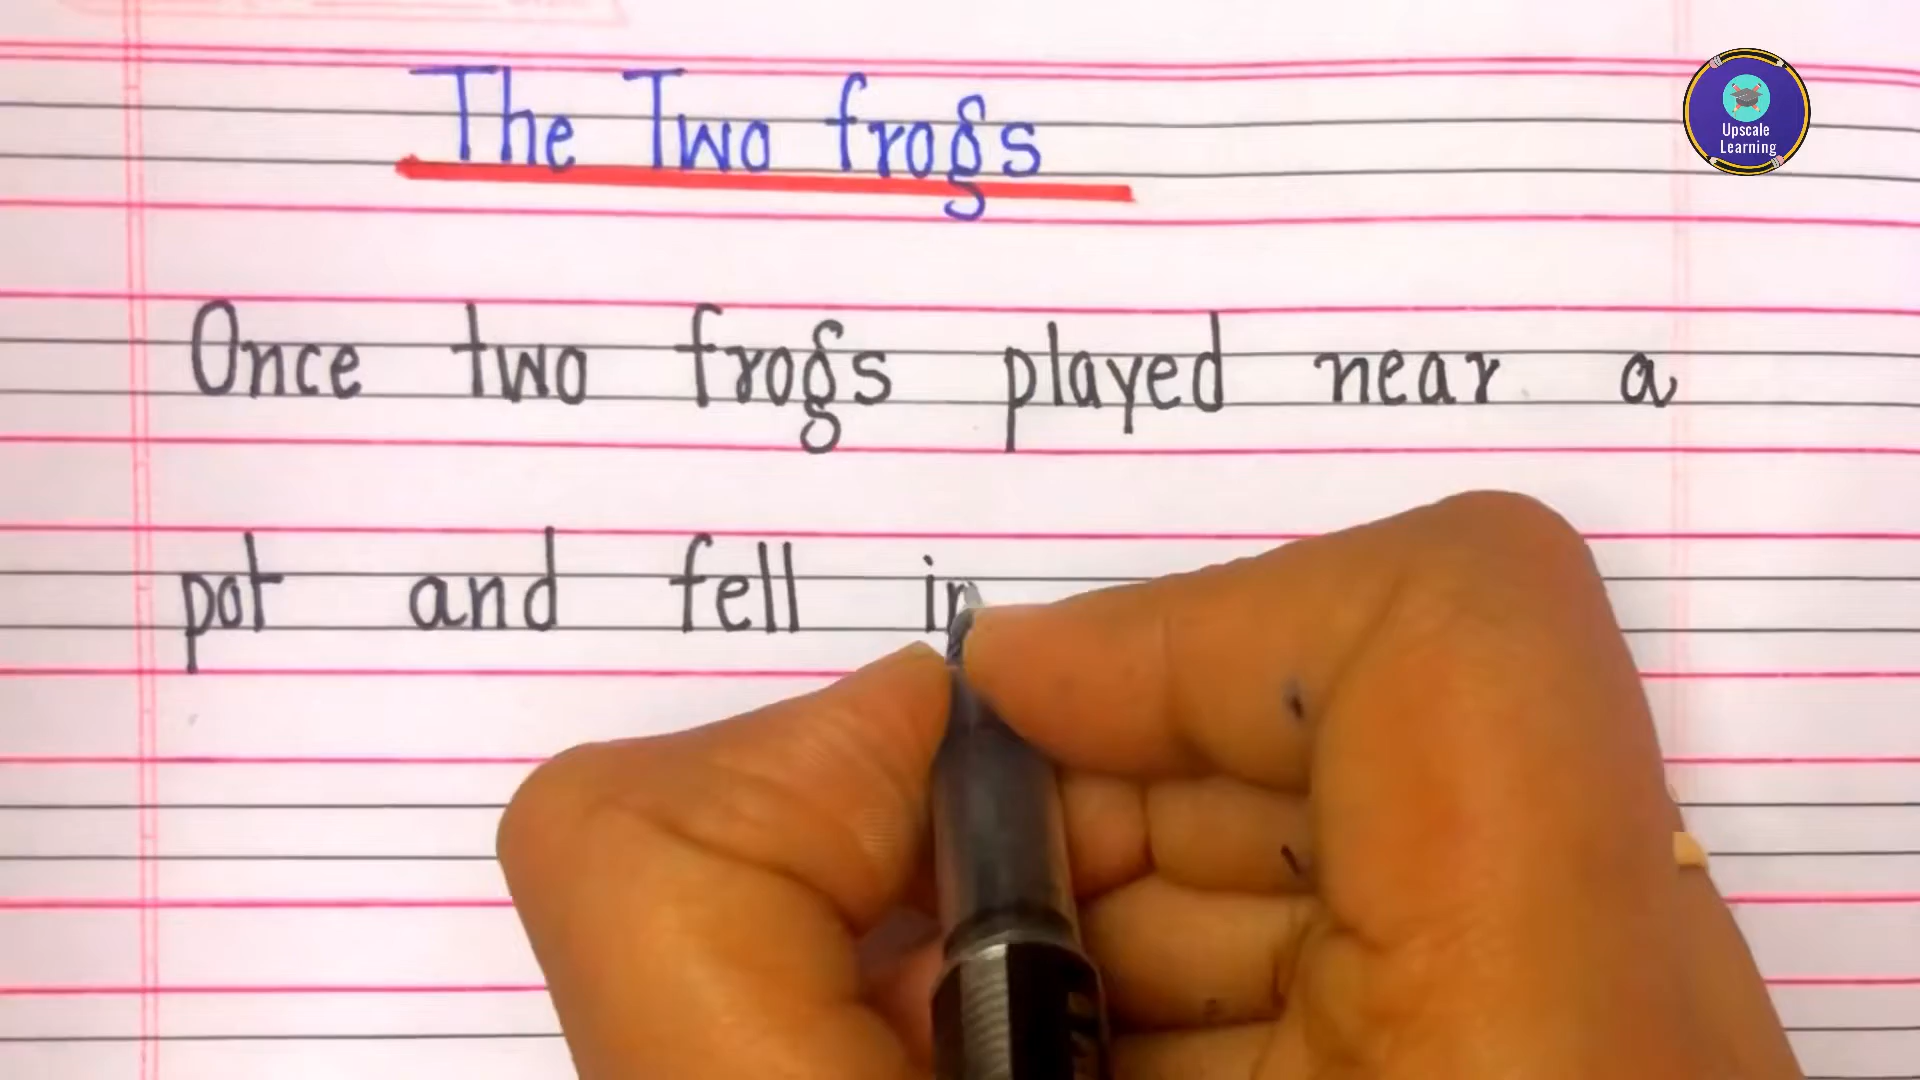 The Two frogs
Upscale
Learning
Once two frogs played near a
pot and fell in